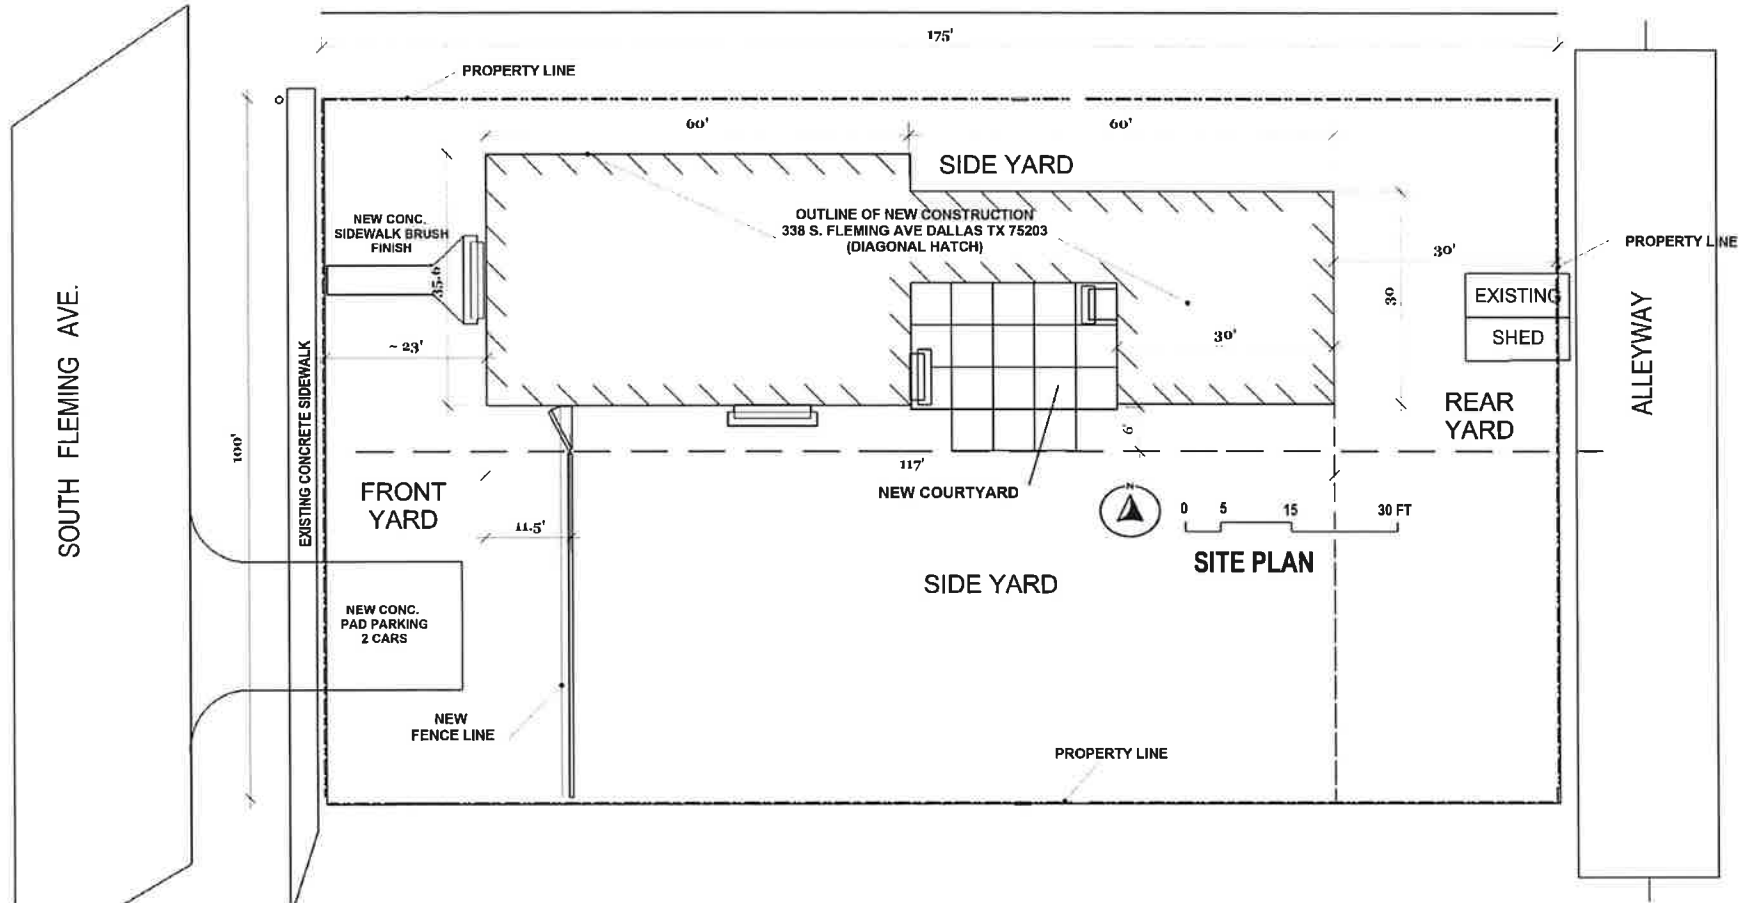 175'
PROPERTY LINE
60'
60'
SIDE YARD
NEW CONC.
SIDEWALK BRUSH
FINISH
OUTLINE OF NEW CONSTRUCTION
338 S. FLEMING AVE DALLAS TX 75203
(DIAGONAL HATCH)
30'
PROPERTY LINE
35.6
30
EXISTING
SHED
~ 23'
30'
SOUTH FLEMING AVE.
EXISTING CONCRETE SIDEWALK
ALLEYWAY
REAR
YARD
100'
6'
117'
FRONT
YARD
NEW COURTYARD
N
0 5 15 30 FT
11.5'
SITE PLAN
SIDE YARD
NEW CONC.
PAD PARKING
2 CARS
NEW
FENCE LINE
PROPERTY LINE